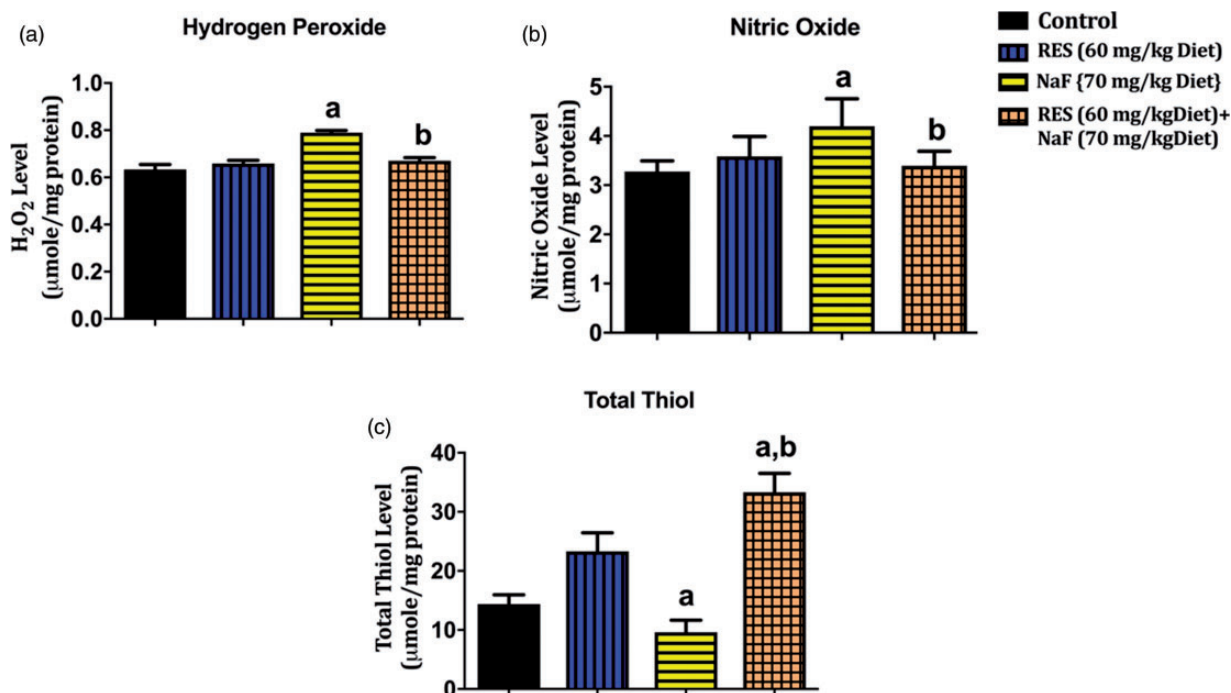 (a)
Hydrogen Peroxide
H₂O₂ Level
(μmole/mg protein)
1.0
0.8
0.6
0.4
0.2
0.0
a
b
(b)
Nitric Oxide
Nitric Oxide Level
(μmole/mg protein)
5
4
3
2
1
0
a
b
Control
RES (60 mg/kg Diet)
NaF {70 mg/kg Diet}
RES (60 mg/kgDiet)+
NaF (70 mg/kgDiet)
Total Thiol
(c)
Total Thiol Level
(μmole/mg protein)
40
30
20
10
0
a
a,b